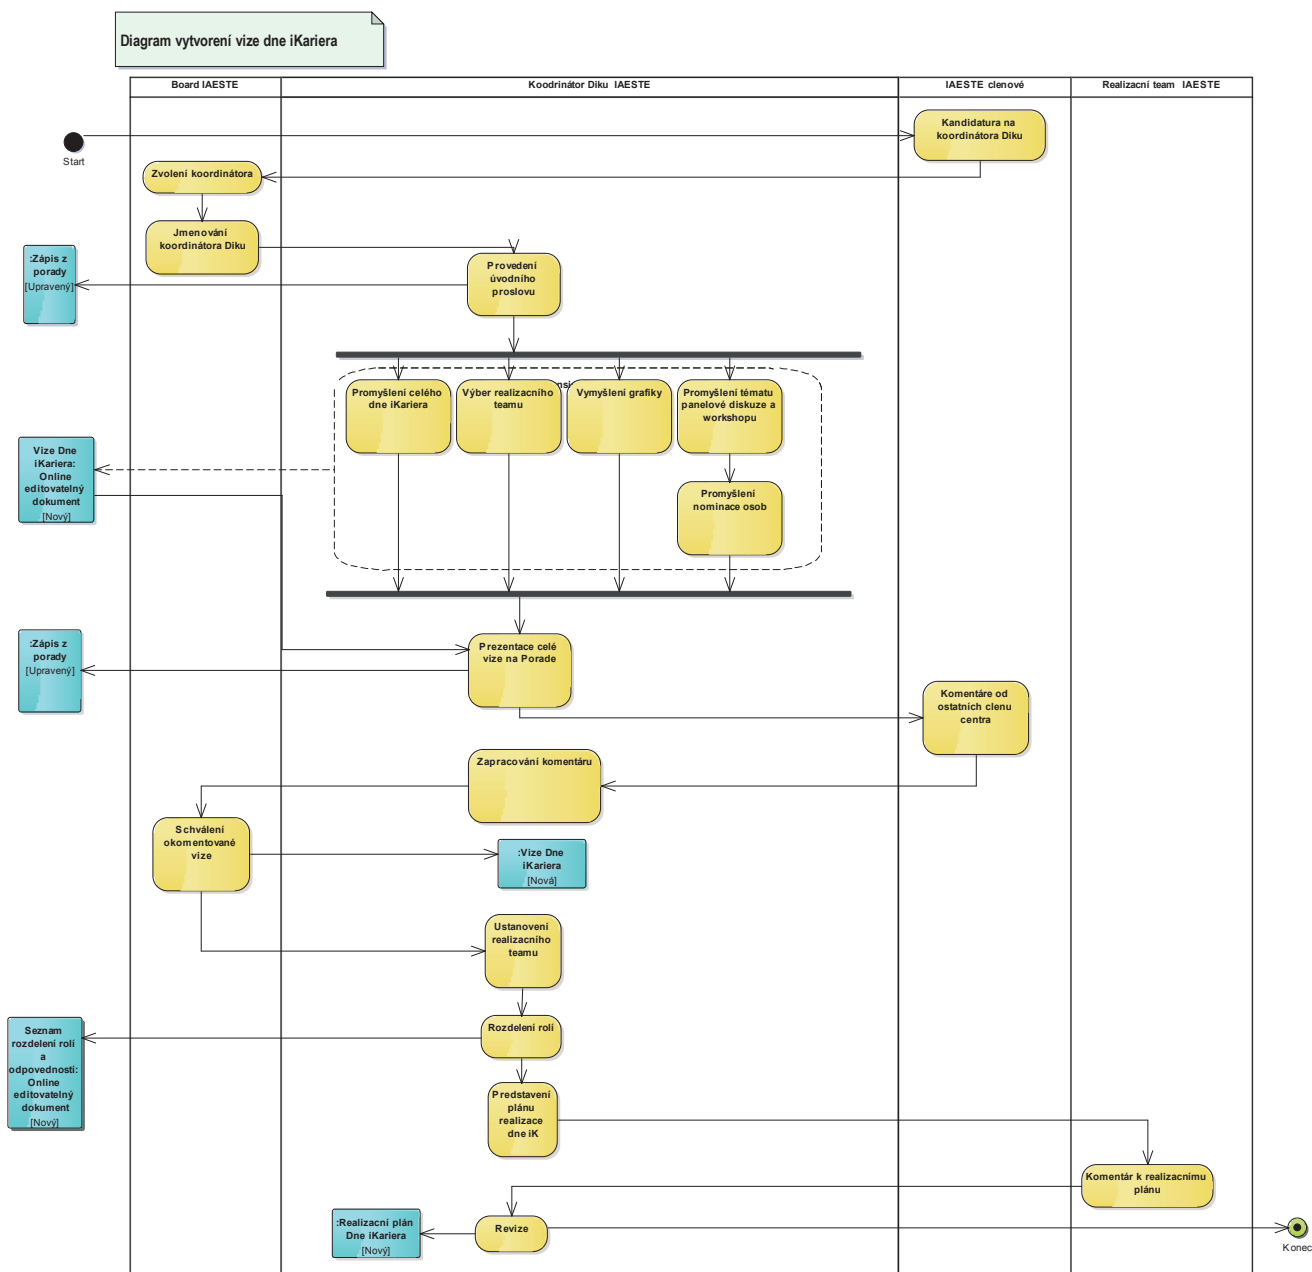 Diagram vytvorení vize dne iKariera
Board IAESTE
Koodrinátor Diku IAESTE
IAESTE clenové
Realizacní team IAESTE
Start
Kandidatura na
koordinátora Diku
Zvolení koordinátora
Jmenování
koordinátora Diku
:Zápis z
porady
[Upravený]
Provedení
úvodního
proslovu
Promyšlení celého
dne iKariera
Výber realizacního
teamu
Vymyšlení grafiky
Promyšlení tématu
panelové diskuze a
workshopu
Vize Dne
iKariera:
Online
editovatelný
dokument
[Nový]
Promyšlení
nominace osob
:Zápis z
porady
[Upravený]
Prezentace celé
vize na Porade
Komentáre od
ostatních clenu
centra
Zapracování komentáru
Schválení
okomentované
vize
:Vize Dne
iKariera
[Nová]
Ustanovení
realizacního
teamu
Seznam
rozdelení rolí
a
odpovednosti:
Online
editovatelný
dokument
[Nový]
Rozdelení rolí
Predstavení
plánu
realizace
dne iK
Komentár k realizacnímu
plánu
:Realizacní plán
Dne iKariera
[Nový]
Revize
Konec